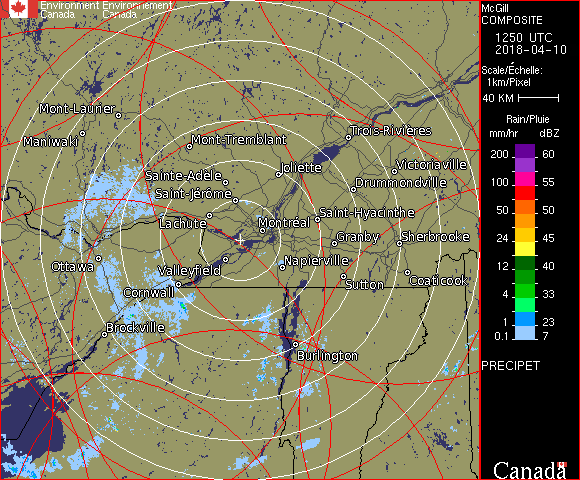 Environment Environnement
Canada Canada
McGill
COMPOSITE
1250 UTC
2018-04-10
Scale/Échelle:
1km/Pixel
40 KM
Rain/Pluie
mm/hr dBZ
200 60
100 55
50 50
24 45
12 40
4 33
1 23
0.1 7
PRECIPET
Canada
Mont-Laurier
Maniwaki
Mont-Tremblant
Trois-Rivières
Joliette
Victoriaville
Sainte-Adèle
Drummondville
Saint-Jérôme
Lachute
Montréal
Saint-Hyacinthe
Granby
Sherbrooke
Ottawa
Valleyfield
Napierville
Cornwall
Sutton
Coaticook
Brockville
Burlington